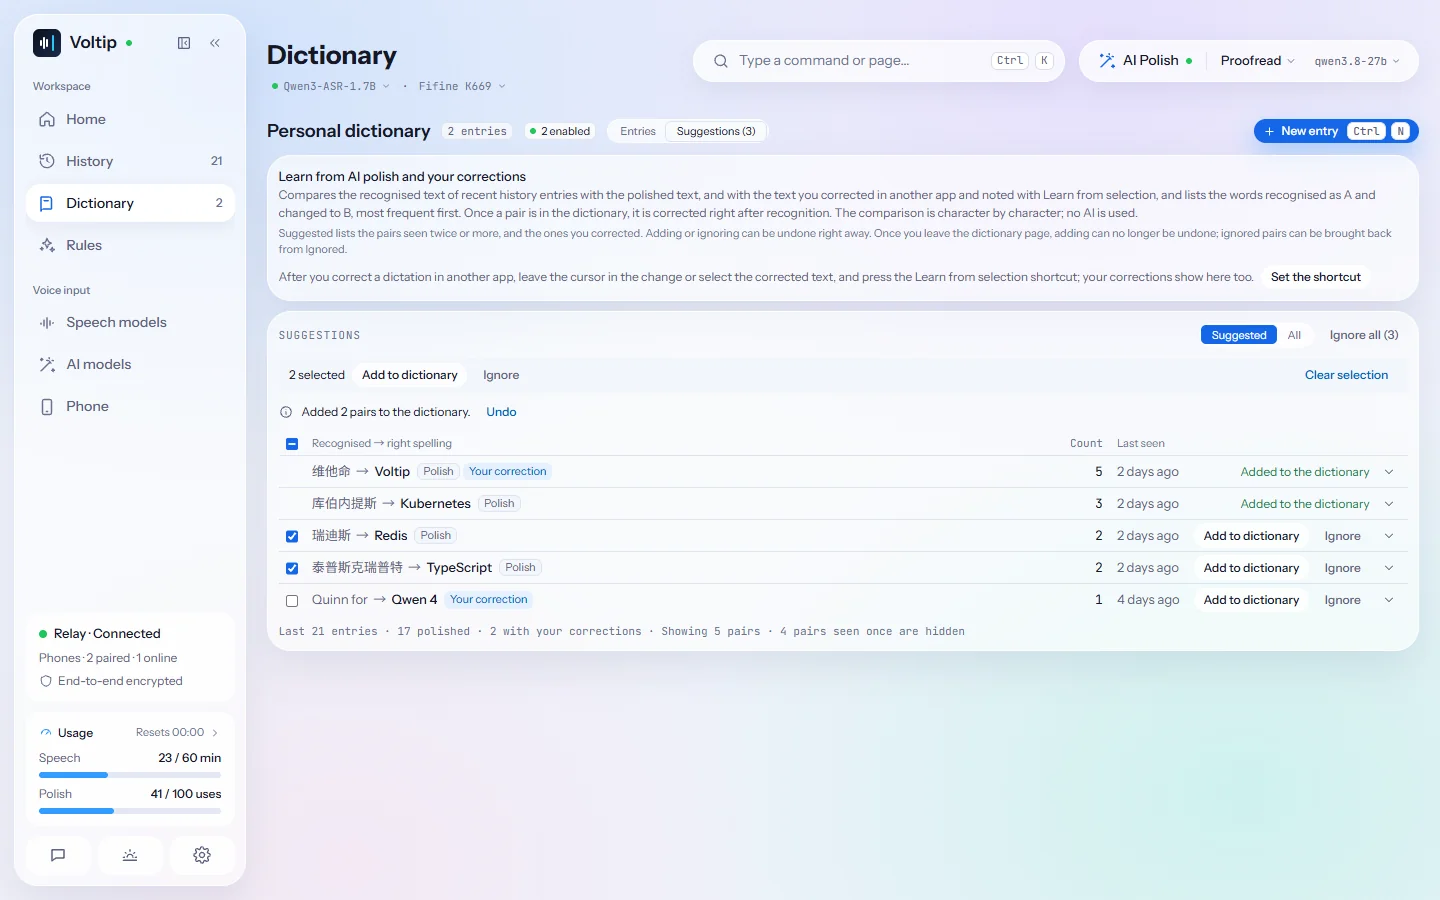 Voltip
Workspace
Home
History 21
Dictionary 2
Rules
Voice input
Speech models
AI models
Phone
Relay · Connected
Phones · 2 paired · 1 online
End-to-end encrypted
Usage Resets 00:00
Speech 23 / 60 min
Polish 41 / 100 uses
Dictionary
Qwen3-ASR-1.7B · Fifine K669
Type a command or page... Ctrl K
AI Polish Proofread qwen3.8-27b
Personal dictionary 2 entries 2 enabled Entries Suggestions (3) + New entry Ctrl N
Learn from AI polish and your corrections
Compares the recognised text of recent history entries with the polished text, and with the text you corrected in another app and noted with Learn from selection, and lists the words recognised as A and
changed to B, most frequent first. Once a pair is in the dictionary, it is corrected right after recognition. The comparison is character by character; no AI is used.
Suggested lists the pairs seen twice or more, and the ones you corrected. Adding or ignoring can be undone right away. Once you leave the dictionary page, adding can no longer be undone; ignored pairs can be brought back
from Ignored.
After you correct a dictation in another app, leave the cursor in the change or select the corrected text, and press the Learn from selection shortcut; your corrections show here too. Set the shortcut
SUGGESTIONS Suggested All Ignore all (3)
2 selected Add to dictionary Ignore Clear selection
Added 2 pairs to the dictionary. Undo
Recognised → right spelling Count Last seen
维他命 → Voltip Polish Your correction 5 2 days ago Added to the dictionary
库伯内提斯 → Kubernetes Polish 3 2 days ago Added to the dictionary
瑞迪斯 → Redis Polish 2 2 days ago Add to dictionary Ignore
泰普斯克瑞普特 → TypeScript Polish 2 2 days ago Add to dictionary Ignore
Quinn for → Qwen 4 Your correction 1 4 days ago Add to dictionary Ignore
Last 21 entries · 17 polished · 2 with your corrections · Showing 5 pairs · 4 pairs seen once are hidden